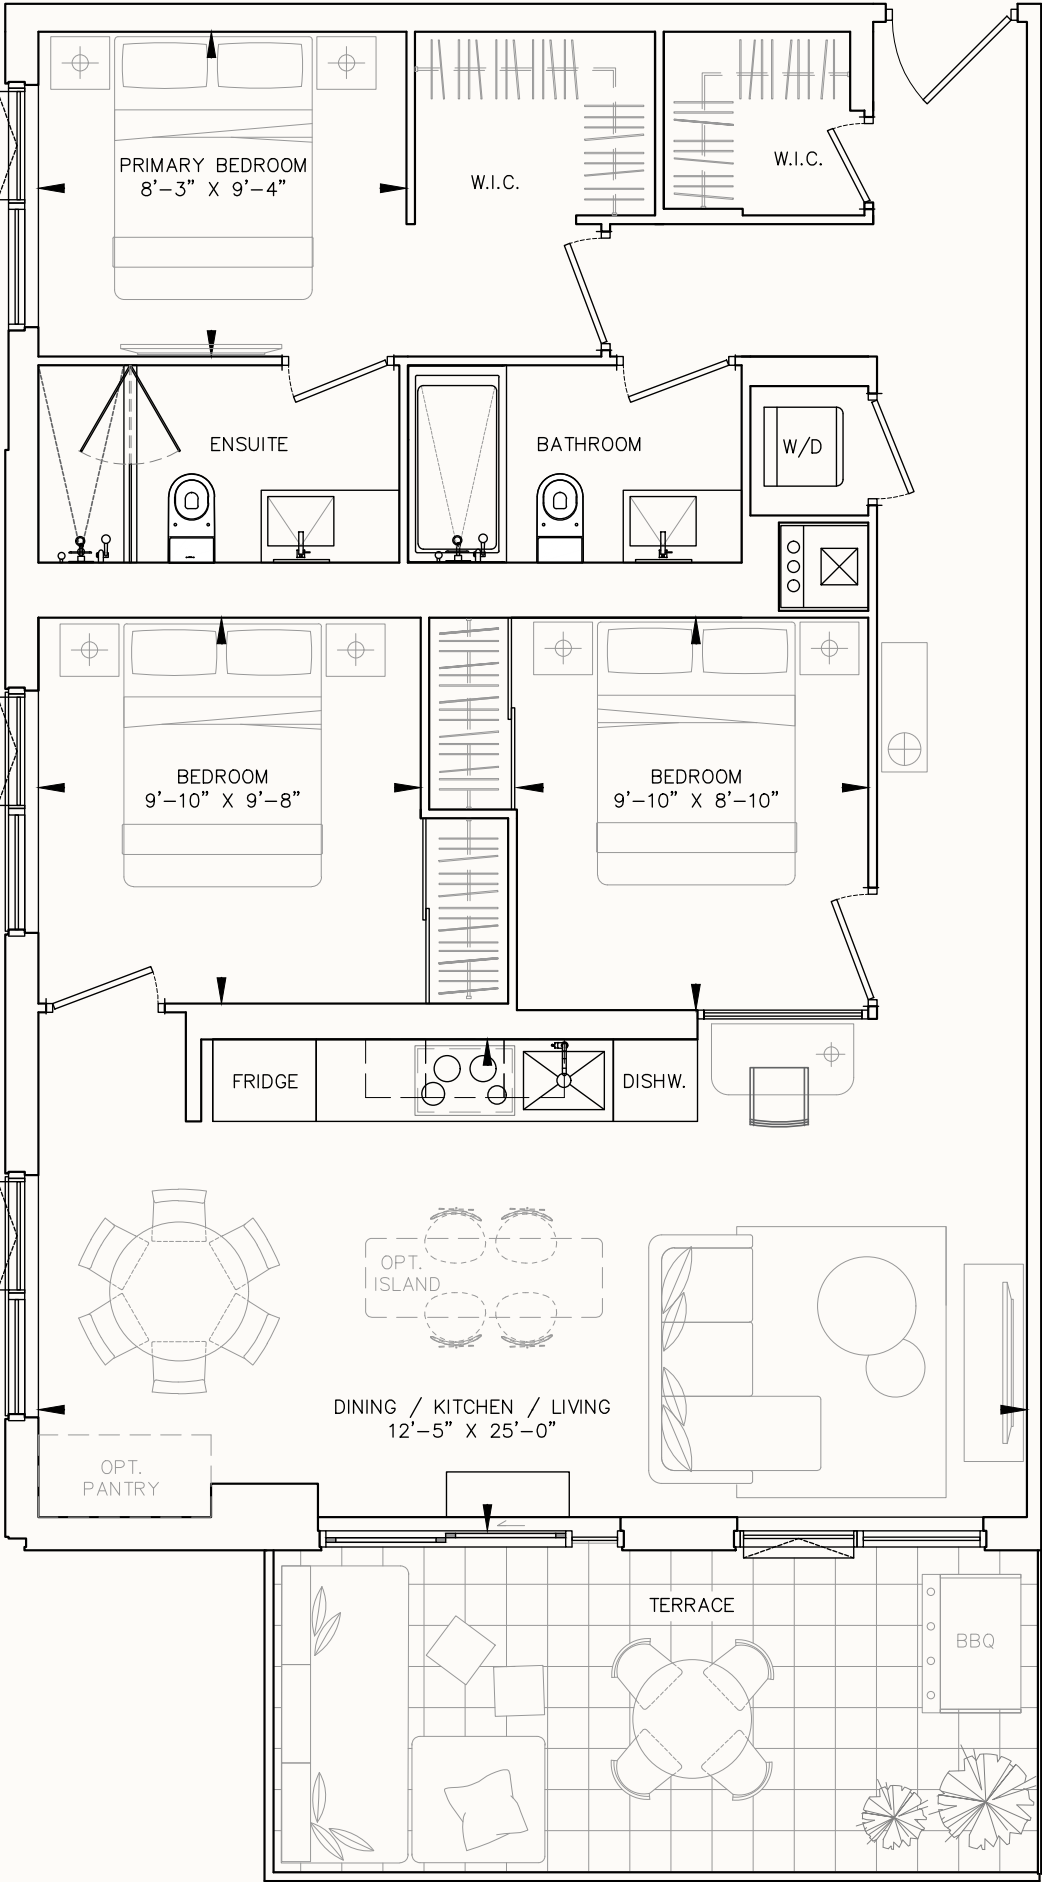 PRIMARY BEDROOM
8'-3" X 9'-4"
W.I.C.
W.I.C.
ENSUITE
BATHROOM
W/D
BEDROOM
9'-10" X 9'-8"
BEDROOM
9'-10" X 8'-10"
FRIDGE
DISHW.
OPT.
ISLAND
DINING / KITCHEN / LIVING
12'-5" X 25'-0"
OPT.
PANTRY
TERRACE
BBQ